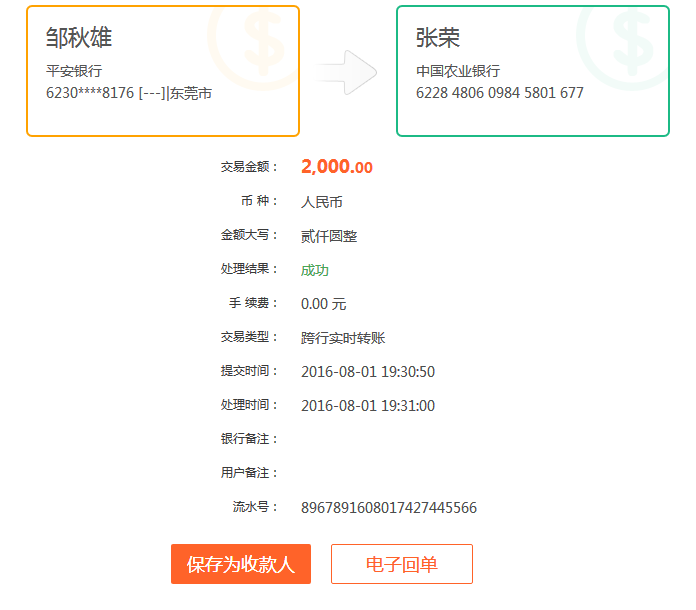 邹秋雄
平安银行
6230****8176 [---]|东莞市
张荣
中国农业银行
6228 4806 0984 5801 677
交易金额： 2,000.00
币 种： 人民币
金额大写： 贰仟圆整
处理结果： 成功
手 续费： 0.00 元
交易类型： 跨行实时转账
提交时间： 2016-08-01 19:30:50
处理时间： 2016-08-01 19:31:00
银行备注：
用户备注：
流水号： 8967891608017427445566
保存为收款人
电子回单